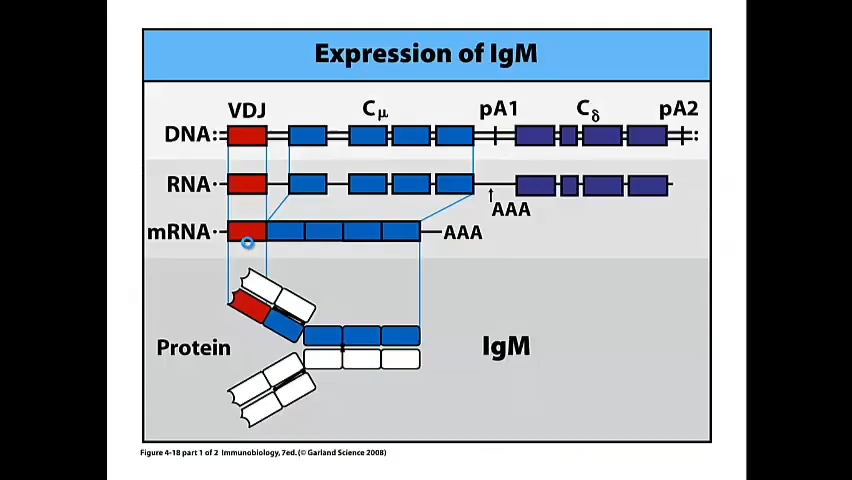 Expression of IgM
VDJ Cμ pA1 Cδ pA2
DNA:
RNA
AAA
mRNA AAA
Protein IgM
Figure 4-18 part 1 of 2 Immunobiology, 7ed. (© Garland Science 2008)